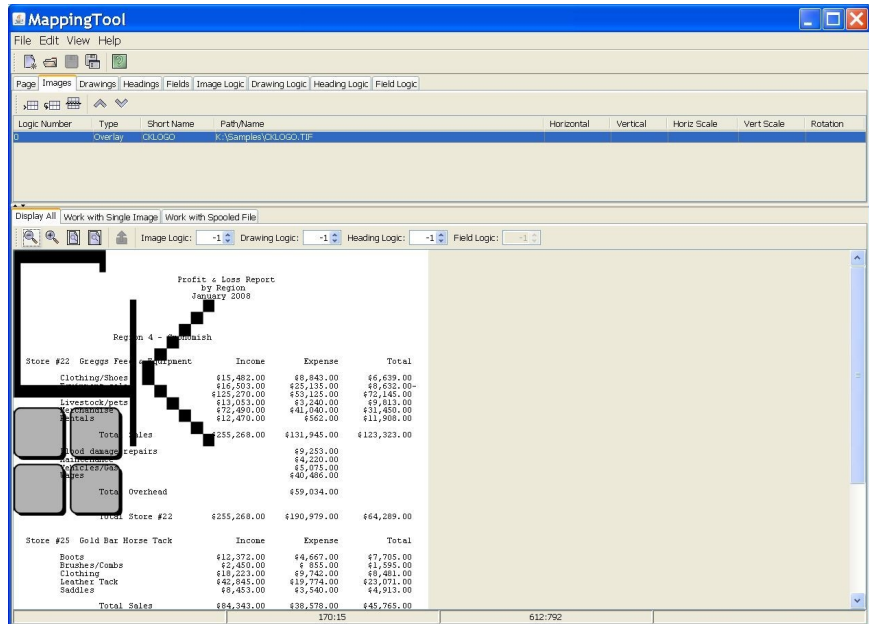 MappingTool
File Edit View Help
Page Images Drawings Headings Fields Image Logic Drawing Logic Heading Logic Field Logic
Logic Number Type Short Name Path/Name Horizontal Vertical Horiz Scale Vert Scale Rotation
0 Overlay CKLOGO K:\Samples\CKLOGO.TIF
Display All Work with Single Image Work with Spooled File
Image Logic: -1 Drawing Logic: -1 Heading Logic: -1 Field Logic: -1
Profit & Loss Report
by Region
January 2008
Region 4 -
Store #22 Greggs Feed & Equipment Income Expense Total
Clothing/Shoes $15,482.00 $8,843.00 $6,639.00
$16,503.00 $25,135.00 $8,632.00-
$125,270.00 $53,125.00 $72,145.00
Livestock/pets $13,053.00 $3,240.00 $9,813.00
Merchandise $72,490.00 $41,040.00 $31,450.00
Rentals $12,470.00 $562.00 $11,908.00
Total Sales $255,268.00 $131,945.00 $123,323.00
Flood damage repairs $9,253.00
Maintenance $4,220.00
Vehicles/Gas $5,075.00
Wages $40,486.00
Total Overhead $59,034.00
Total Store #22 $255,268.00 $190,979.00 $64,289.00
Store #25 Gold Bar Horse Tack Income Expense Total
Boots $12,372.00 $4,667.00 $7,705.00
Brushes/Combs $2,450.00 $ 855.00 $1,595.00
Clothing $18,223.00 $9,742.00 $8,481.00
Leather Tack $42,845.00 $19,774.00 $23,071.00
Saddles $8,453.00 $3,540.00 $4,913.00
Total Sales $84,343.00 $38,578.00 $45,765.00
170:15 612:792